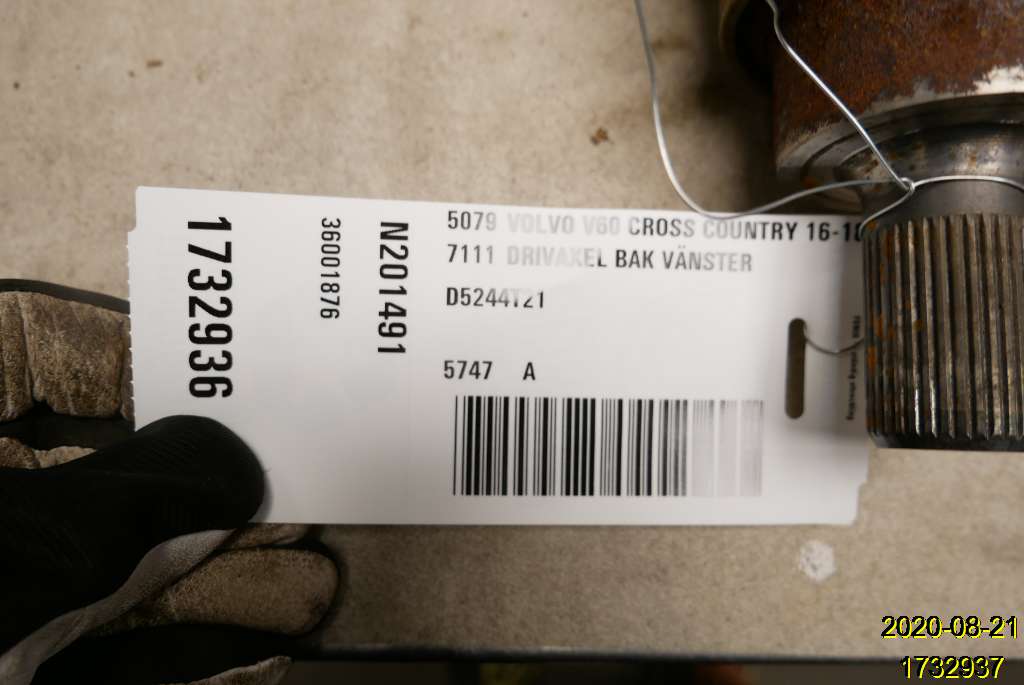 1732936
36001876
N201491
5079 VOLVO V60 CROSS COUNTRY 16-18
7111 DRIVAXEL BAK VÄNSTER
D5244T21
5747 A
2020-08-21
1732937